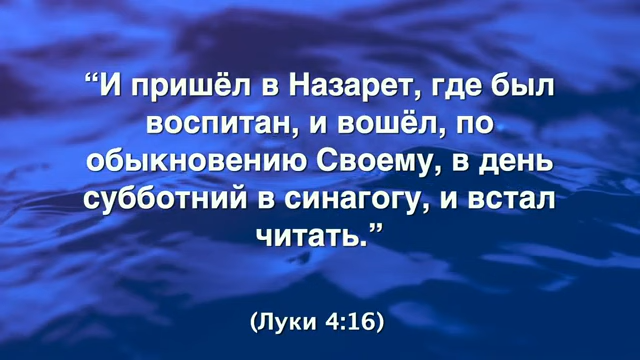 “И пришёл в Назарет, где был
воспитан, и вошёл, по
обыкновению Своему, в день
субботний в синагогу, и встал
читать.”
(Луки 4:16)